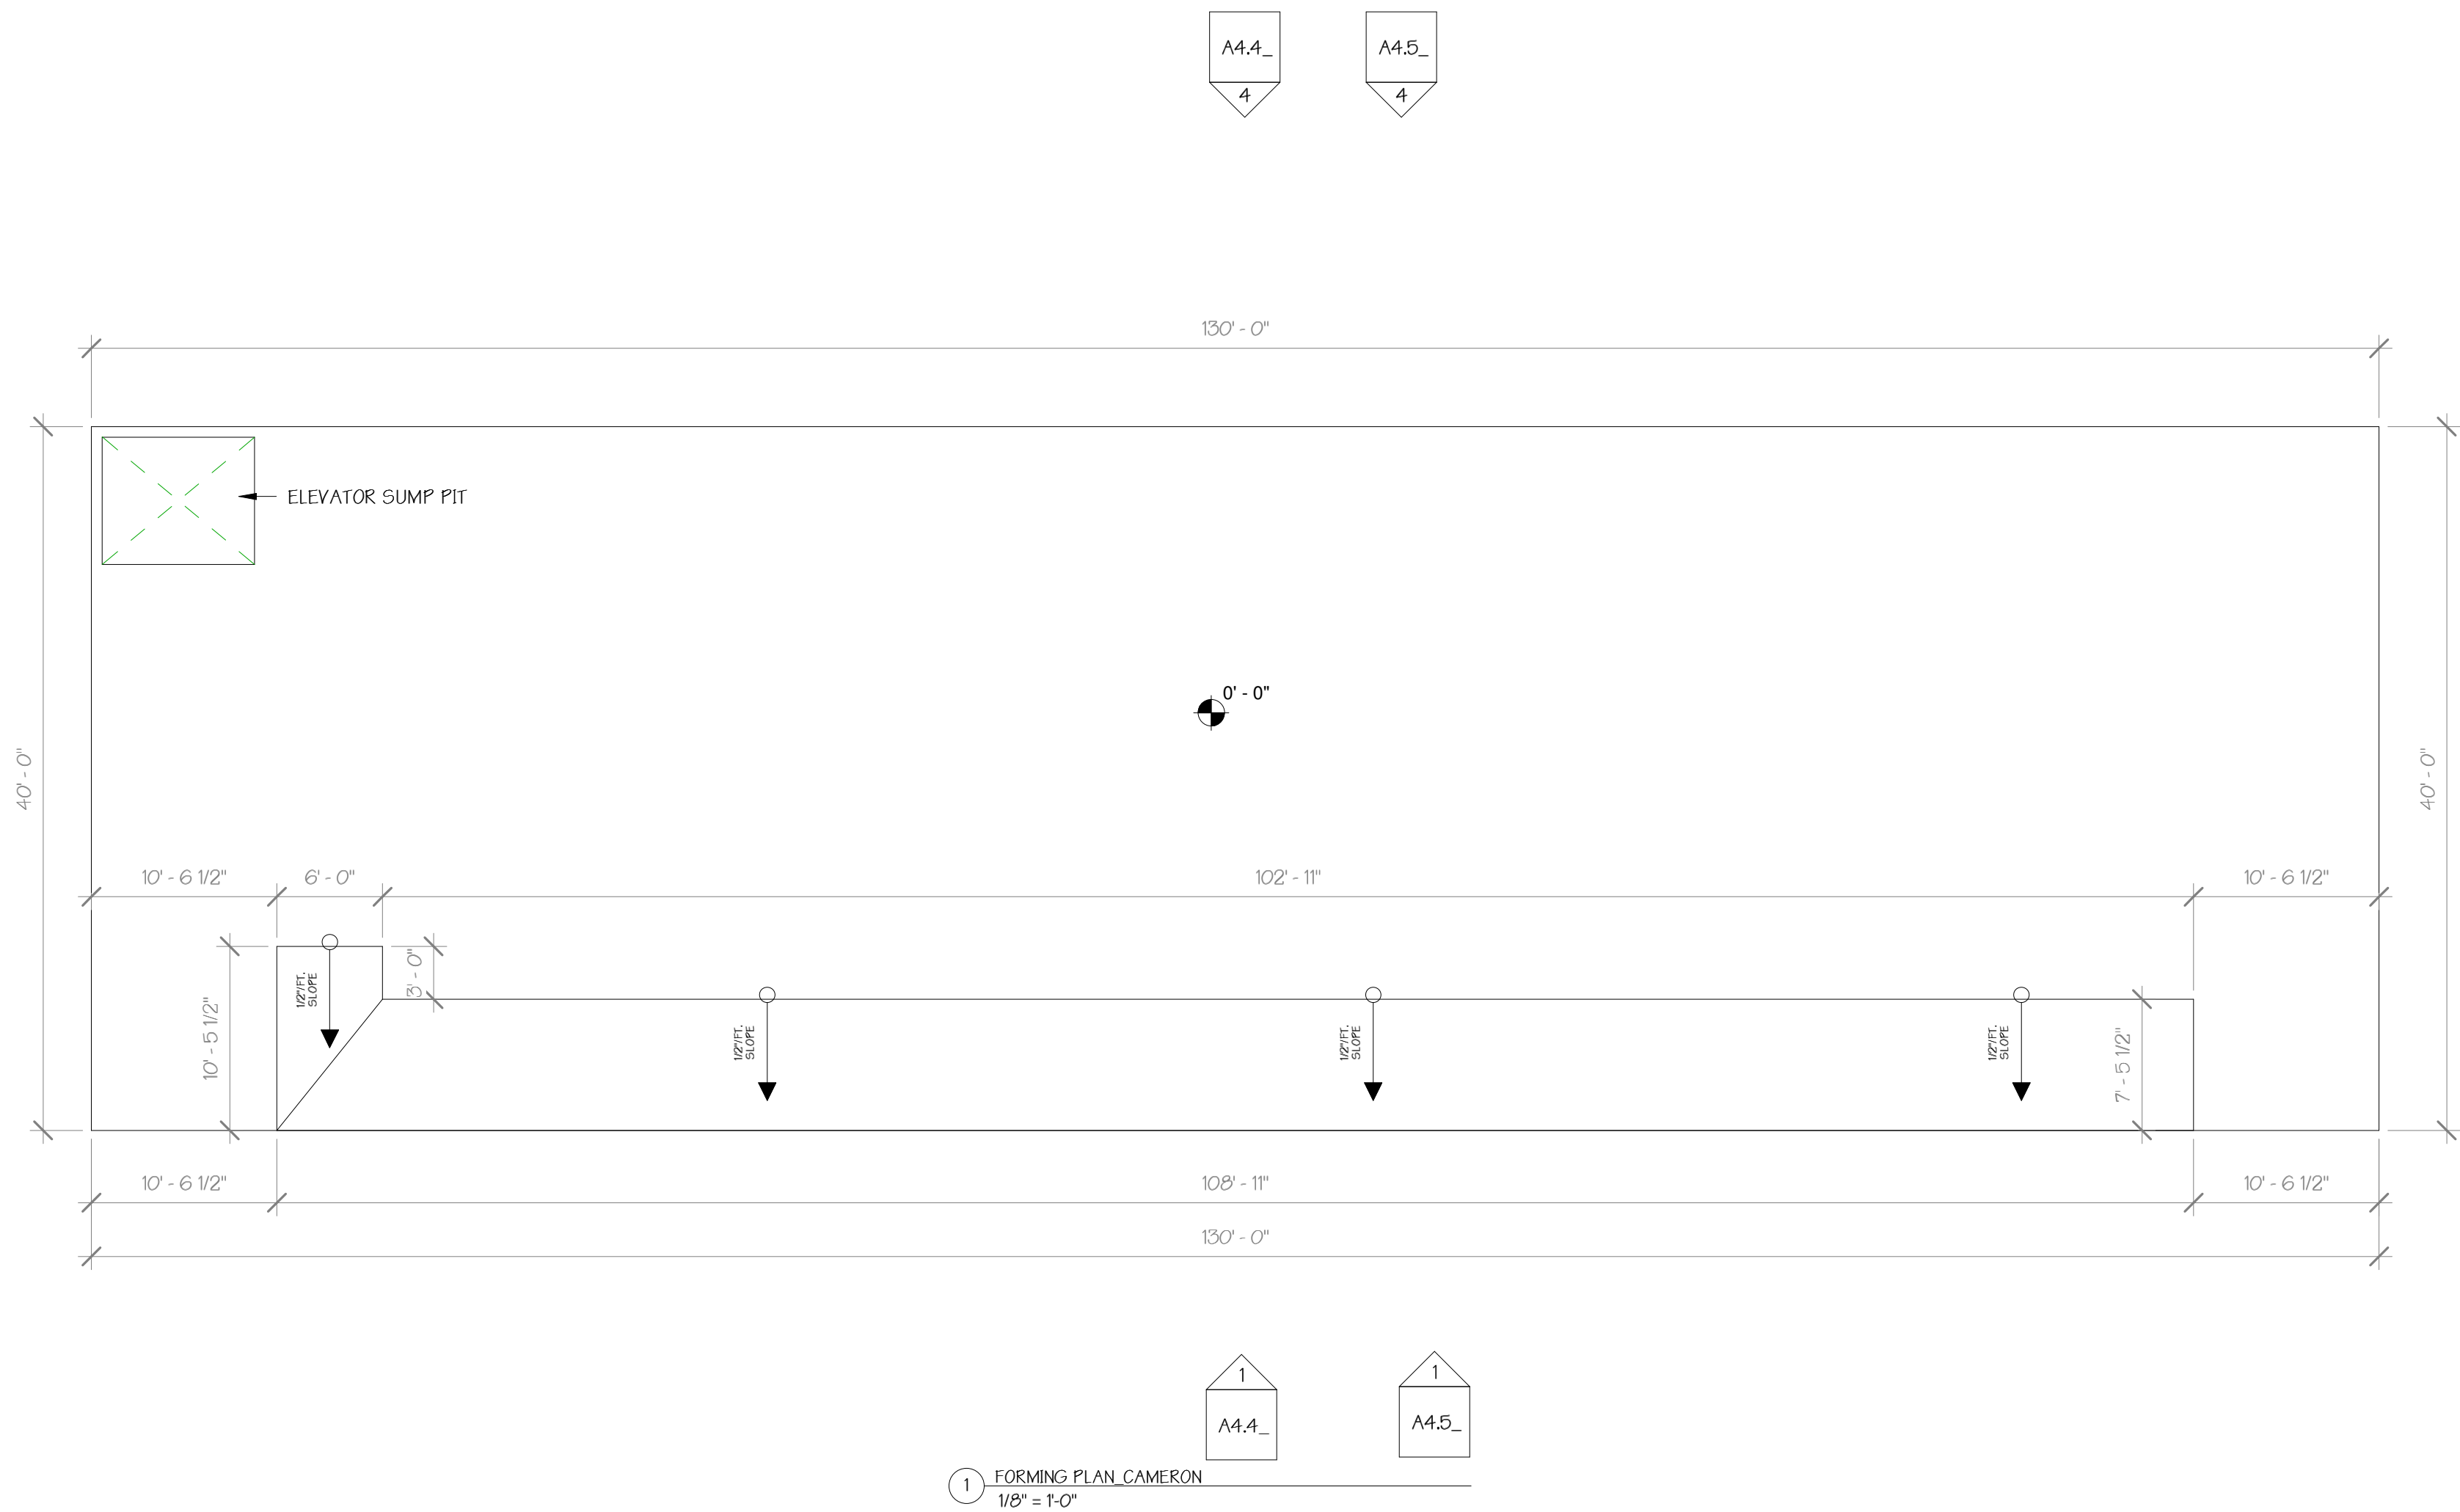 A4.4_
A4.5_
4
4
130' - 0"
ELEVATOR SUMP PIT
0' - 0"
40' - 0"
40' - 0"
10' - 6 1/2"
6' - 0"
102' - 11"
10' - 6 1/2"
3' - 0"
1/2"/FT.
SLOPE
10' - 5 1/2"
1/2"/FT.
SLOPE
1/2"/FT.
SLOPE
1/2"/FT.
SLOPE
7' - 5 1/2"
10' - 6 1/2"
108' - 11"
10' - 6 1/2"
130' - 0"
1
1
A4.4_
A4.5_
1
FORMING PLAN_CAMERON
1/8" = 1'-0"